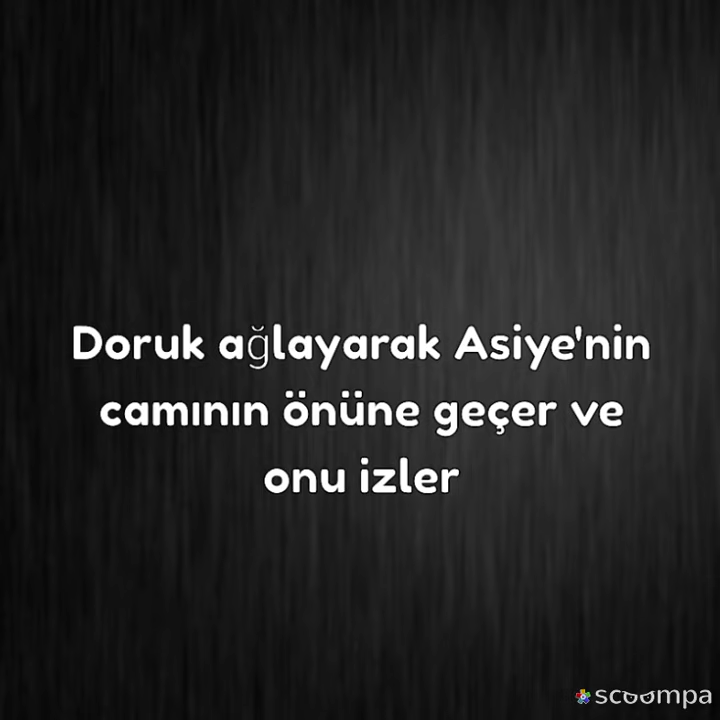 Doruk ağlayarak Asiye'nin
camının önüne geçer ve
onu izler
scoompa